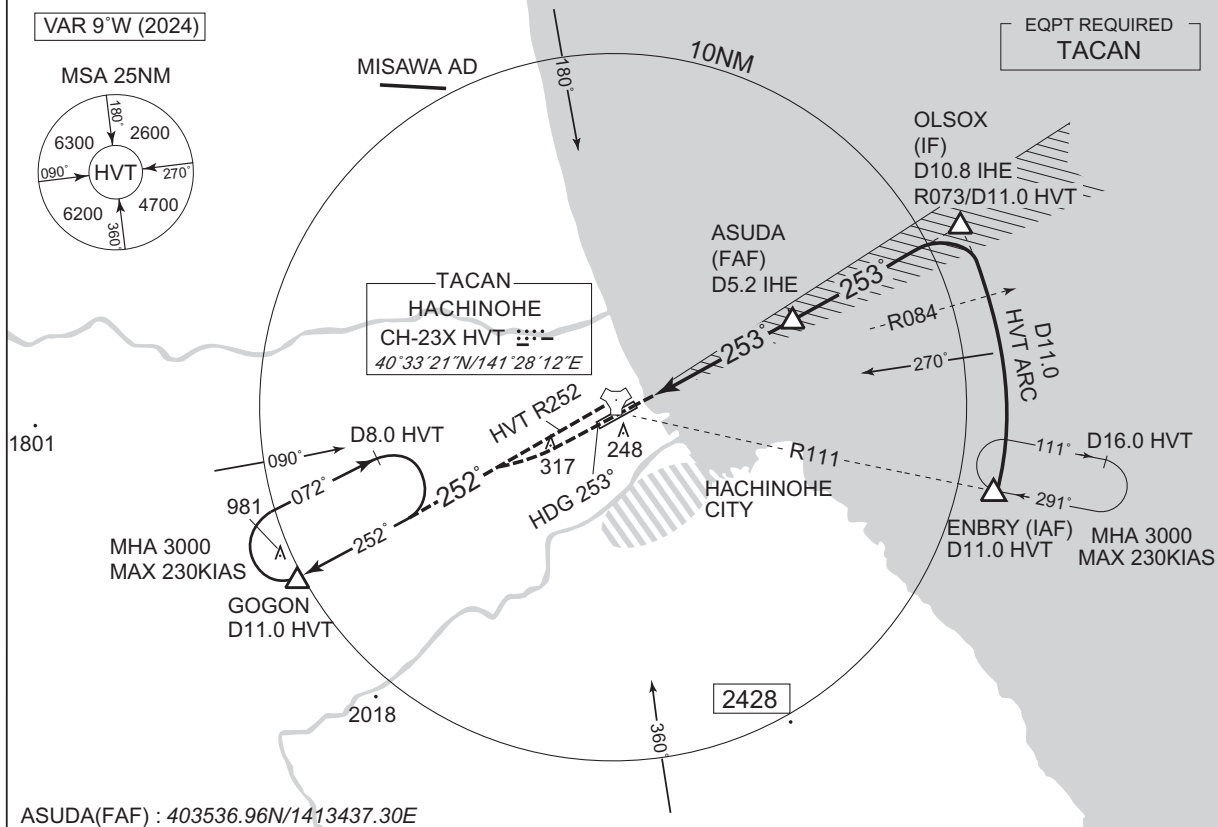 VAR 9°W (2024)
MSA 25NM
180°
6300
2600
090°
HVT
270°
6200
4700
360°
MISAWA AD
10NM
180°
EQPT REQUIRED
TACAN
OLSOX
(IF)
D10.8 IHE
R073/D11.0 HVT
ASUDA
(FAF)
D5.2 IHE
253°
253°
R084
270°
D11.0
HVT ARC
TACAN
HACHINOHE
CH-23X HVT
40°33´21˝N/141°28´12˝E
1801
D8.0 HVT
HVT R252
090°
072°
252°
317
248
HDG 253°
R111
111°
D16.0 HVT
291°
981
252°
HACHINOHE
CITY
ENBRY (IAF)
D11.0 HVT
MHA 3000
MAX 230KIAS
MHA 3000
MAX 230KIAS
GOGON
D11.0 HVT
2018
2428
360°
ASUDA(FAF) : 403536.96N/1413437.30E